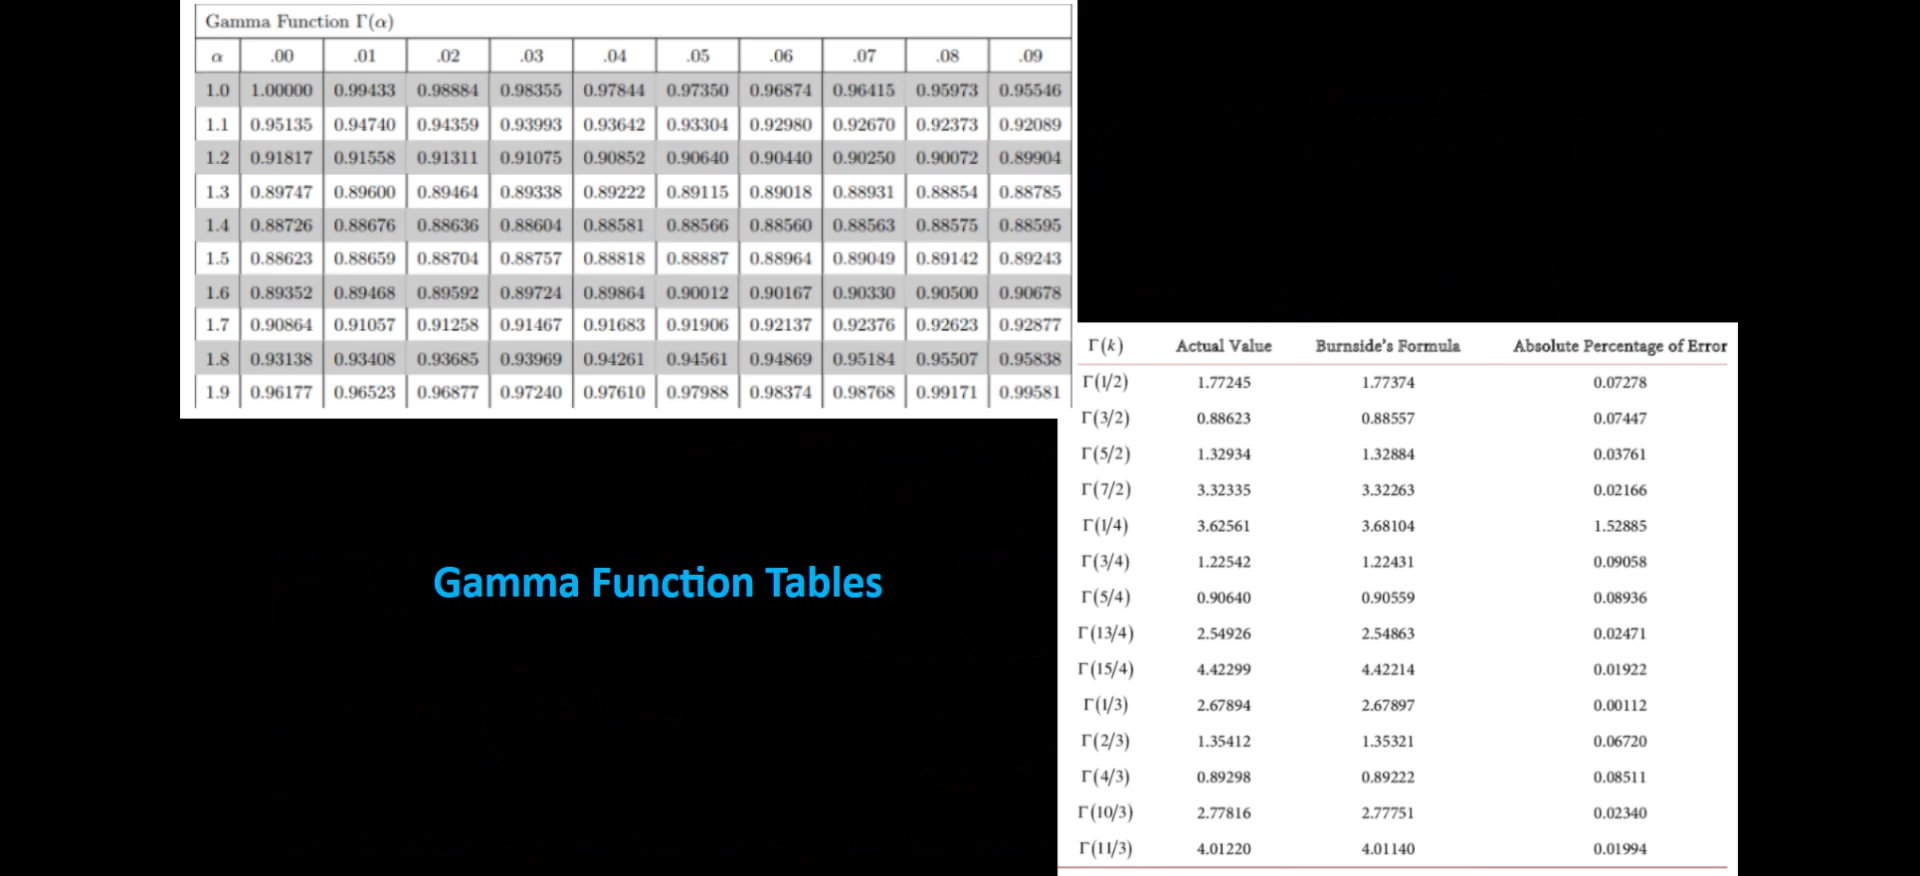 Gamma Function Γ(α)
α .00 .01 .02 .03 .04 .05 .06 .07 .08 .09
1.0 1.00000 0.99433 0.98884 0.98355 0.97844 0.97350 0.96874 0.96415 0.95973 0.95546
1.1 0.95135 0.94740 0.94359 0.93993 0.93642 0.93304 0.92980 0.92670 0.92373 0.92089
1.2 0.91817 0.91558 0.91311 0.91075 0.90852 0.90640 0.90440 0.90250 0.90072 0.89904
1.3 0.89747 0.89600 0.89464 0.89338 0.89222 0.89115 0.89018 0.88931 0.88854 0.88785
1.4 0.88726 0.88676 0.88636 0.88604 0.88581 0.88566 0.88560 0.88563 0.88575 0.88595
1.5 0.88623 0.88659 0.88704 0.88757 0.88818 0.88887 0.88964 0.89049 0.89142 0.89243
1.6 0.89352 0.89468 0.89592 0.89724 0.89864 0.90012 0.90167 0.90330 0.90500 0.90678
1.7 0.90864 0.91057 0.91258 0.91467 0.91683 0.91906 0.92137 0.92376 0.92623 0.92877
1.8 0.93138 0.93408 0.93685 0.93969 0.94261 0.94561 0.94869 0.95184 0.95507 0.95838
1.9 0.96177 0.96523 0.96877 0.97240 0.97610 0.97988 0.98374 0.98768 0.99171 0.99581
Gamma Function Tables
Γ(k) Actual Value Burnside's Formula Absolute Percentage of Error
Γ(1/2) 1.77245 1.77374 0.07278
Γ(3/2) 0.88623 0.88557 0.07447
Γ(5/2) 1.32934 1.32884 0.03761
Γ(7/2) 3.32335 3.32263 0.02166
Γ(1/4) 3.62561 3.68104 1.52885
Γ(3/4) 1.22542 1.22431 0.09058
Γ(5/4) 0.90640 0.90559 0.08936
Γ(13/4) 2.54926 2.54863 0.02471
Γ(15/4) 4.42299 4.42214 0.01922
Γ(1/3) 2.67894 2.67897 0.00112
Γ(2/3) 1.35412 1.35321 0.06720
Γ(4/3) 0.89298 0.89222 0.08511
Γ(10/3) 2.77816 2.77751 0.02340
Γ(11/3) 4.01220 4.01140 0.01994